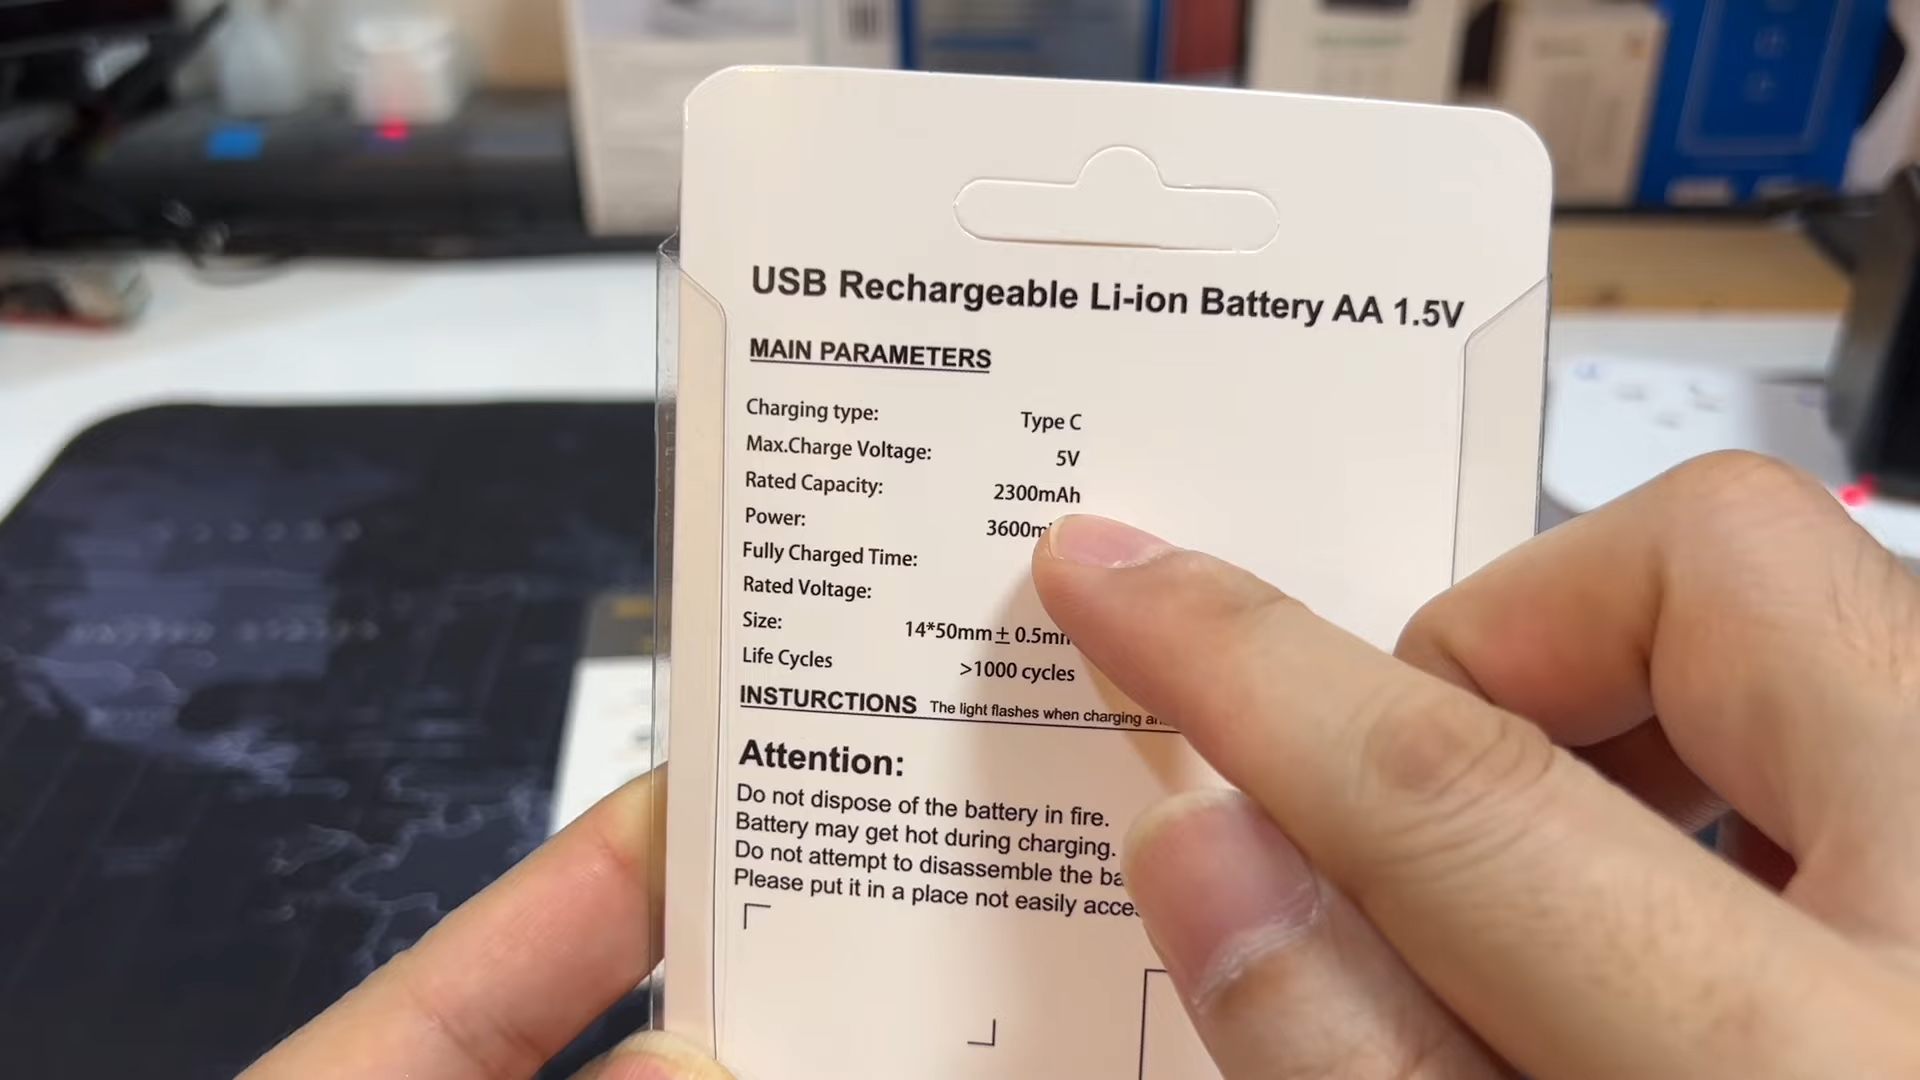 USB Rechargeable Li-ion Battery AA 1.5V
MAIN PARAMETERS
Charging type: Type C
Max.Charge Voltage: 5V
Rated Capacity: 2300mAh
Power: 3600m
Fully Charged Time:
Rated Voltage:
Size: 14*50mm ± 0.5m
Life Cycles >1000 cycles
INSTURCTIONS The light flashes when charging
Attention:
Do not dispose of the battery in fire.
Battery may get hot during charging.
Do not attempt to disassemble the
Please put it in a place not easily